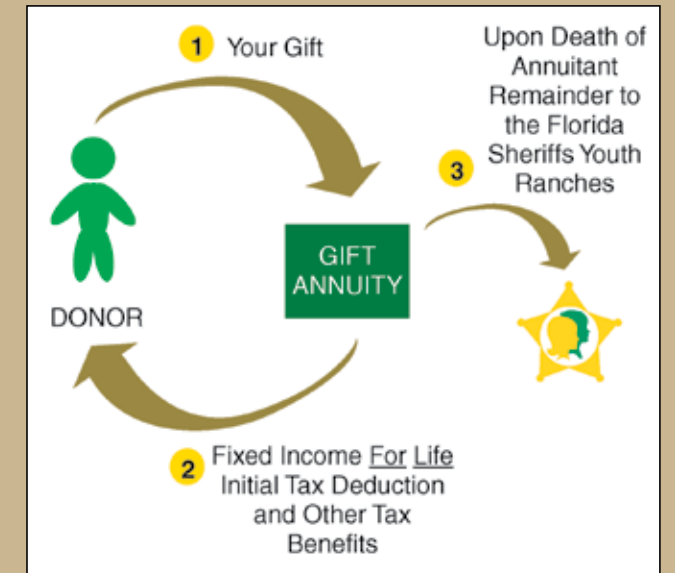 1 Your Gift
Upon Death of
Annuitant
Remainder to
the Florida
3 Sheriffs Youth
Ranches
GIFT
ANNUITY
DONOR
2 Fixed Income For Life
Initial Tax Deduction
and Other Tax
Benefits